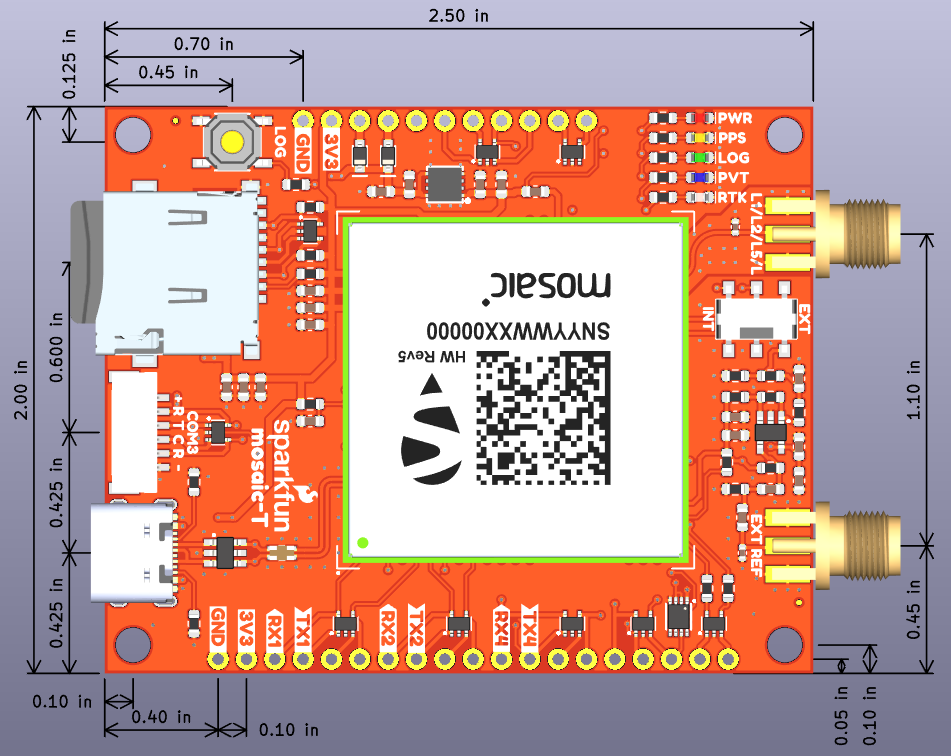 2.50 in
0.70 in
0.45 in
0.125 in
PWR
PPS
LOG
PVT
RTK
LOG
GND
3V3
L1/L2/L5/L
mosaic
SNYYWWXX00000
HW Rev5
INT
EXT
2.00 in
0.600 in
1.10 in
+
R
T
C
R
-
COM3
sparkfun
mosaic-T
0.425 in
0.425 in
EXT REF
0.45 in
GND
3V3
RX1
TX1
RX2
TX2
RX4
TX4
0.10 in
0.40 in
0.10 in
0.05 in
0.10 in